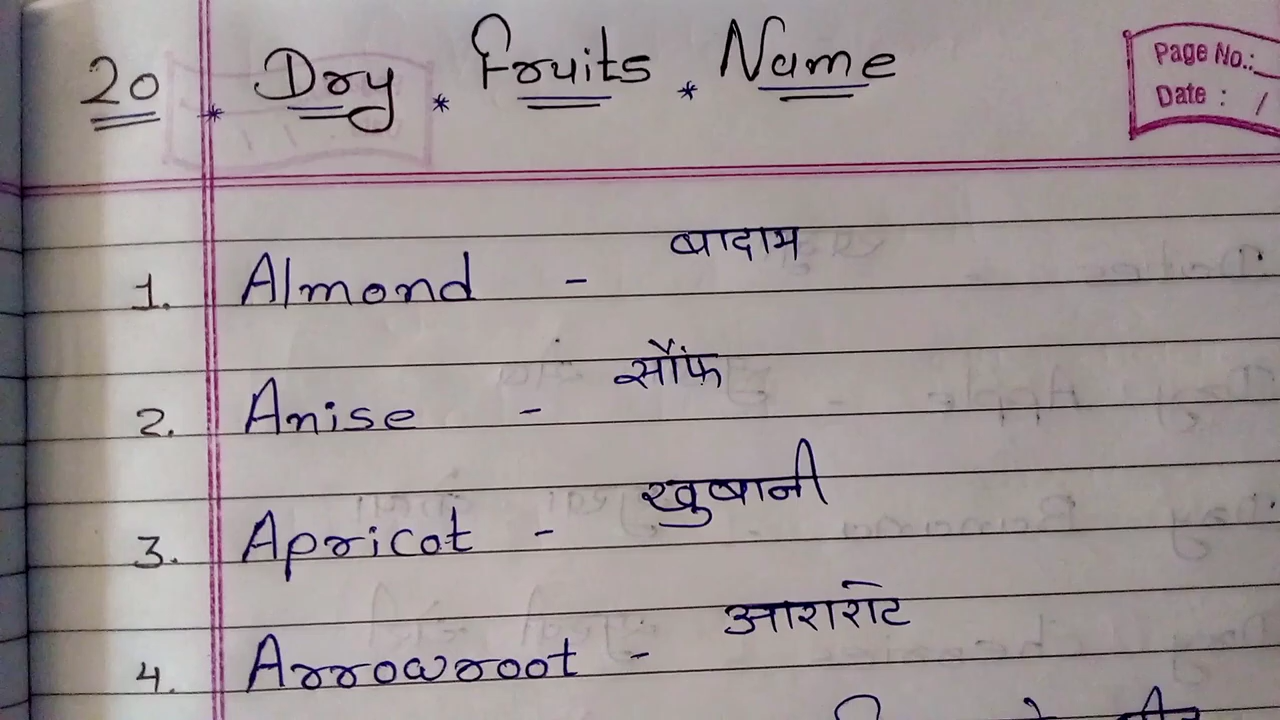 20 * Dry * Fruits * Name
Page No.:
Date : /
1. Almond - बादाम
2. Anise - सौंफ
3. Apricot - खुबानी
4. Arrowroot - आरारोट